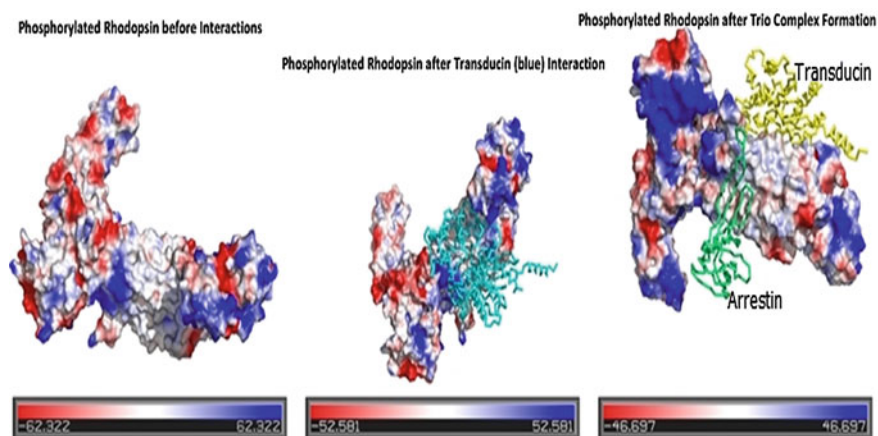 Phosphorylated Rhodopsin before Interactions
Phosphorylated Rhodopsin after Transducin (blue) Interaction
Phosphorylated Rhodopsin after Trio Complex Formation
Transducin
Arrestin
-62.322 62.322
-52.581 52.581
-46.697 46.697